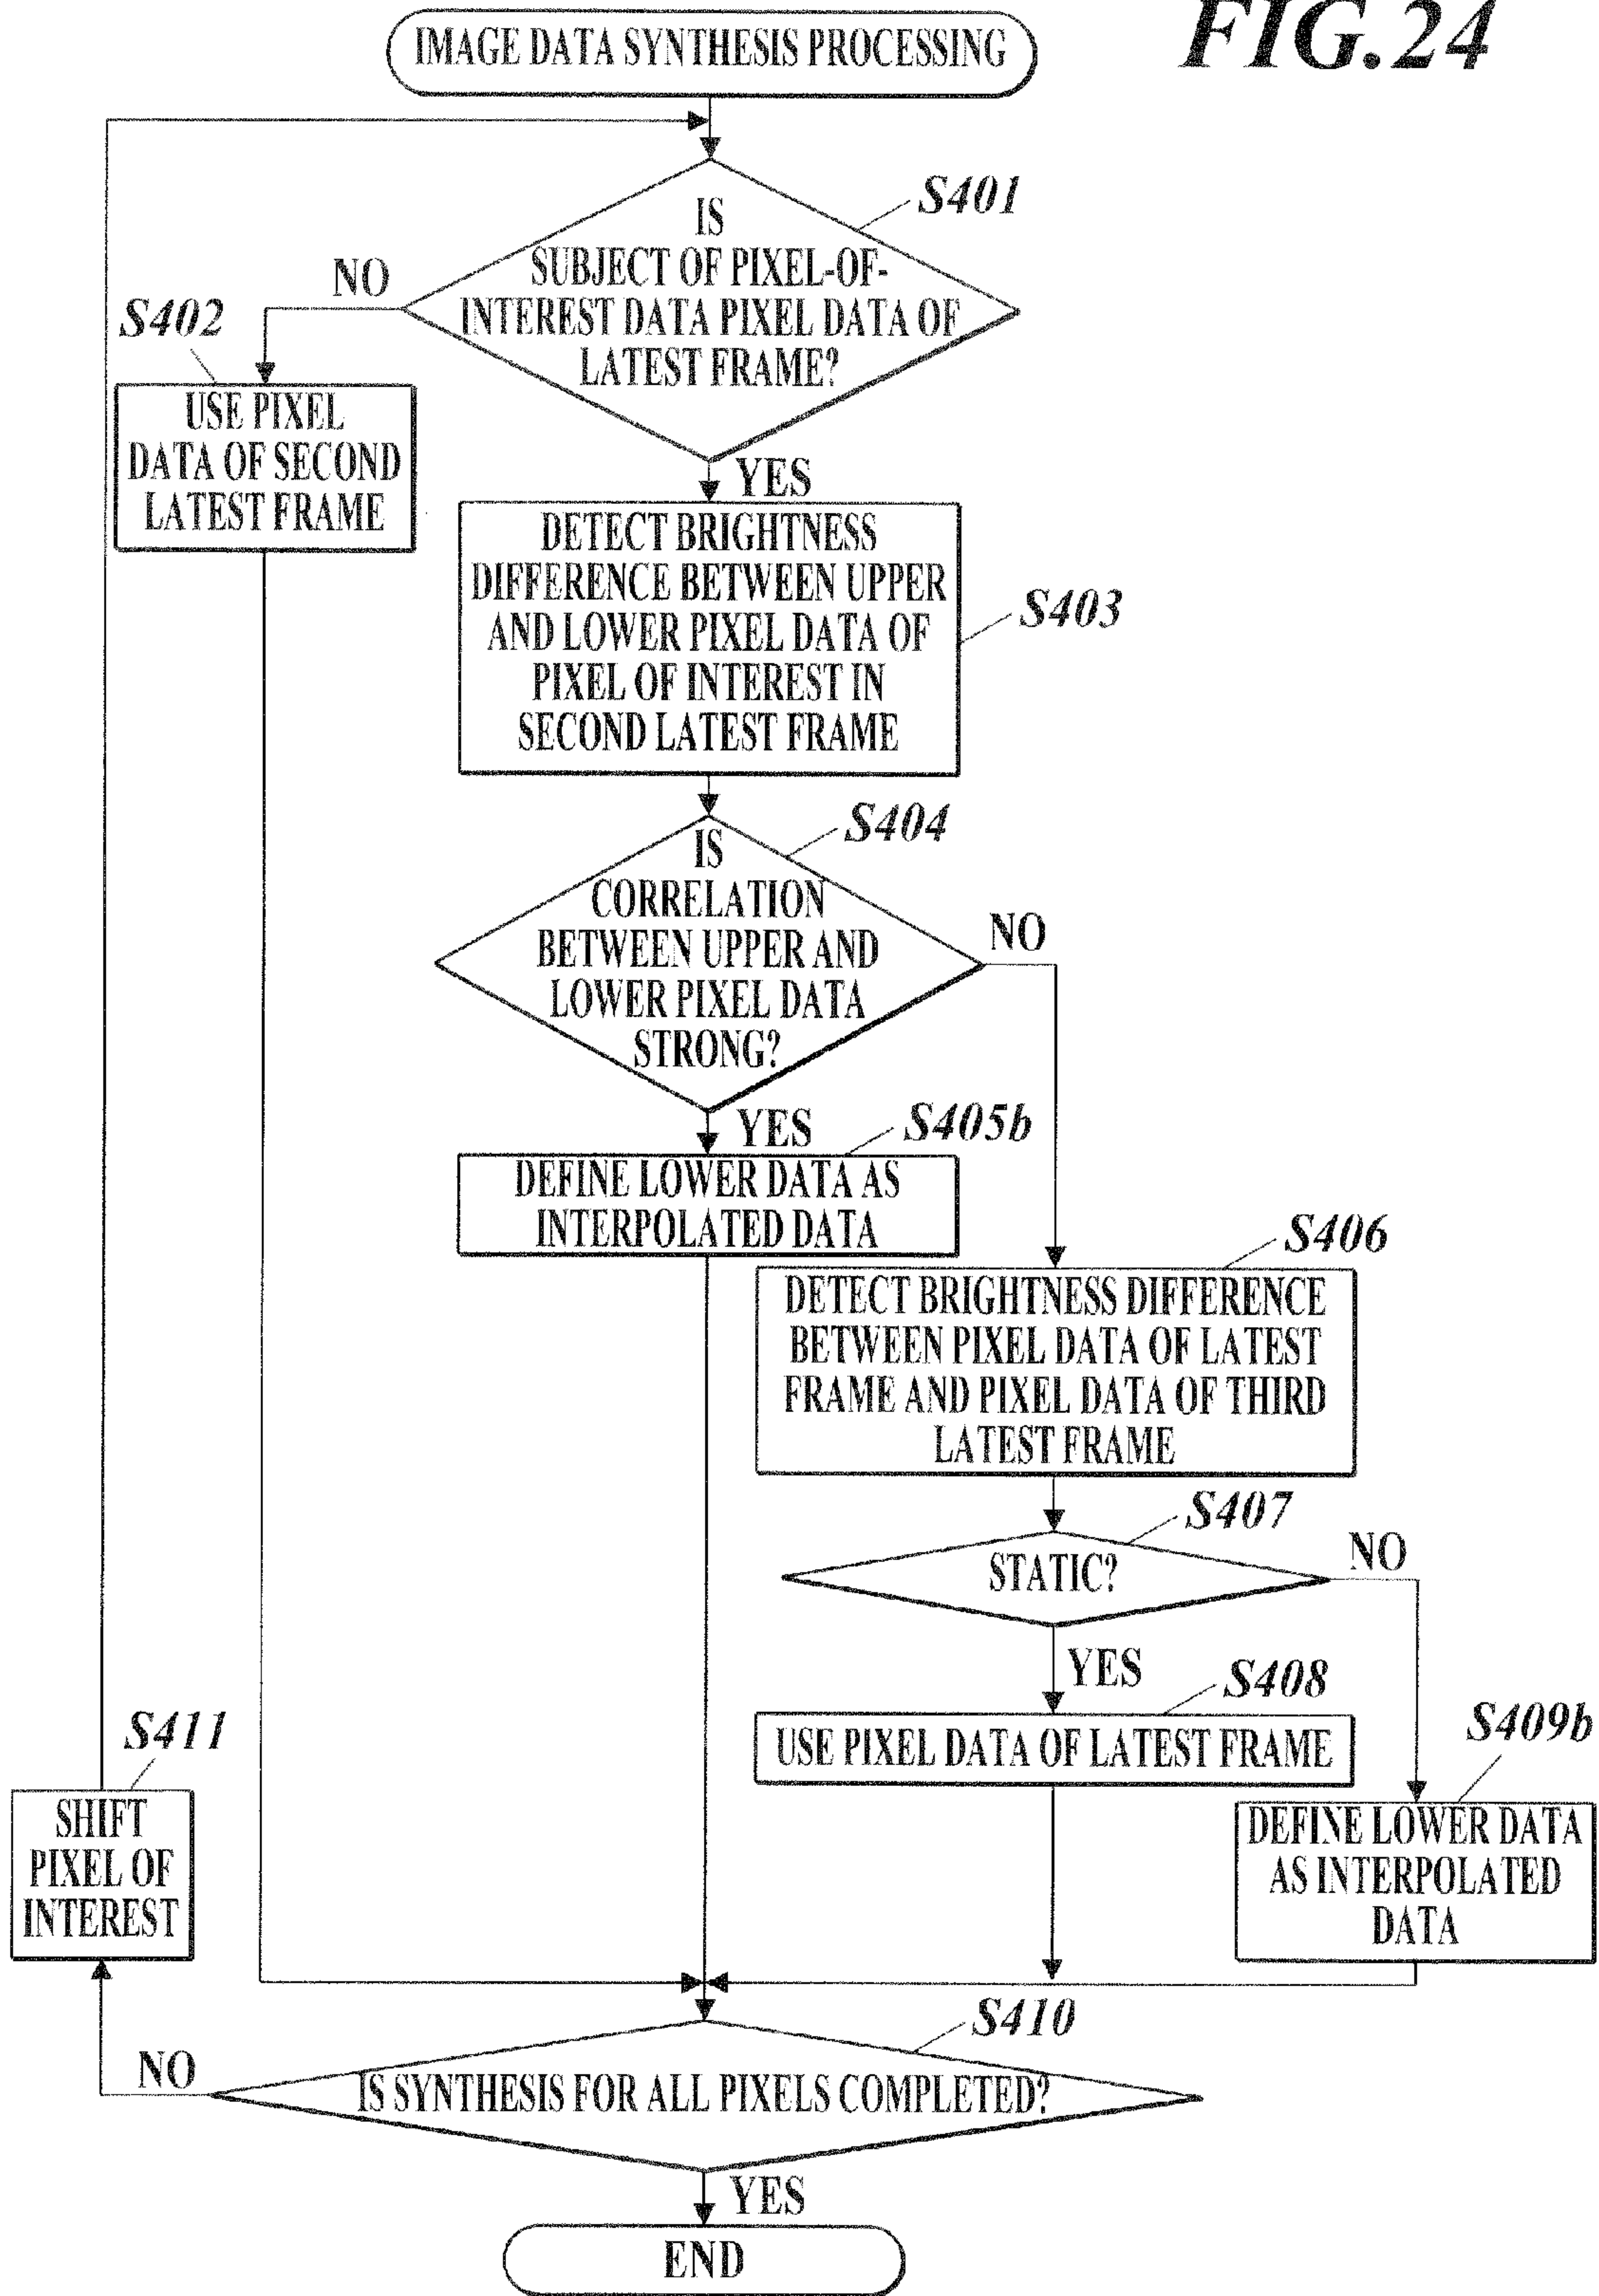 FIG.24
IMAGE DATA SYNTHESIS PROCESSING
S401
IS
SUBJECT OF PIXEL-OF-
INTEREST DATA PIXEL DATA OF
LATEST FRAME?
NO
S402
USE PIXEL
DATA OF SECOND
LATEST FRAME
YES
DETECT BRIGHTNESS
DIFFERENCE BETWEEN UPPER
AND LOWER PIXEL DATA OF
PIXEL OF INTEREST IN
SECOND LATEST FRAME
S403
S404
IS
CORRELATION
BETWEEN UPPER AND
LOWER PIXEL DATA
STRONG?
NO
YES
S405b
DEFINE LOWER DATA AS
INTERPOLATED DATA
S406
DETECT BRIGHTNESS DIFFERENCE
BETWEEN PIXEL DATA OF LATEST
FRAME AND PIXEL DATA OF THIRD
LATEST FRAME
S407
STATIC?
NO
YES
S408
USE PIXEL DATA OF LATEST FRAME
S409b
DEFINE LOWER DATA
AS INTERPOLATED
DATA
S411
SHIFT
PIXEL OF
INTEREST
S410
NO
IS SYNTHESIS FOR ALL PIXELS COMPLETED?
YES
END